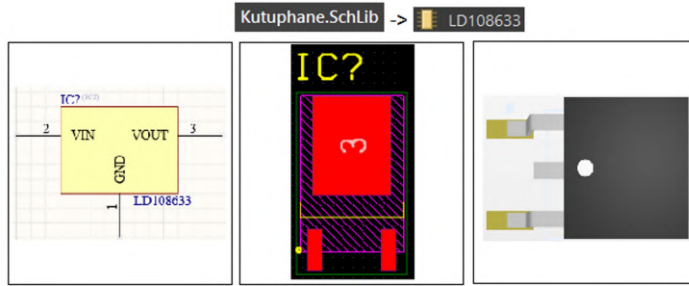 Kutuphane.SchLib -> LD108633
IC?
2 VIN VOUT 3
GND
1
LD108633
IC?
3